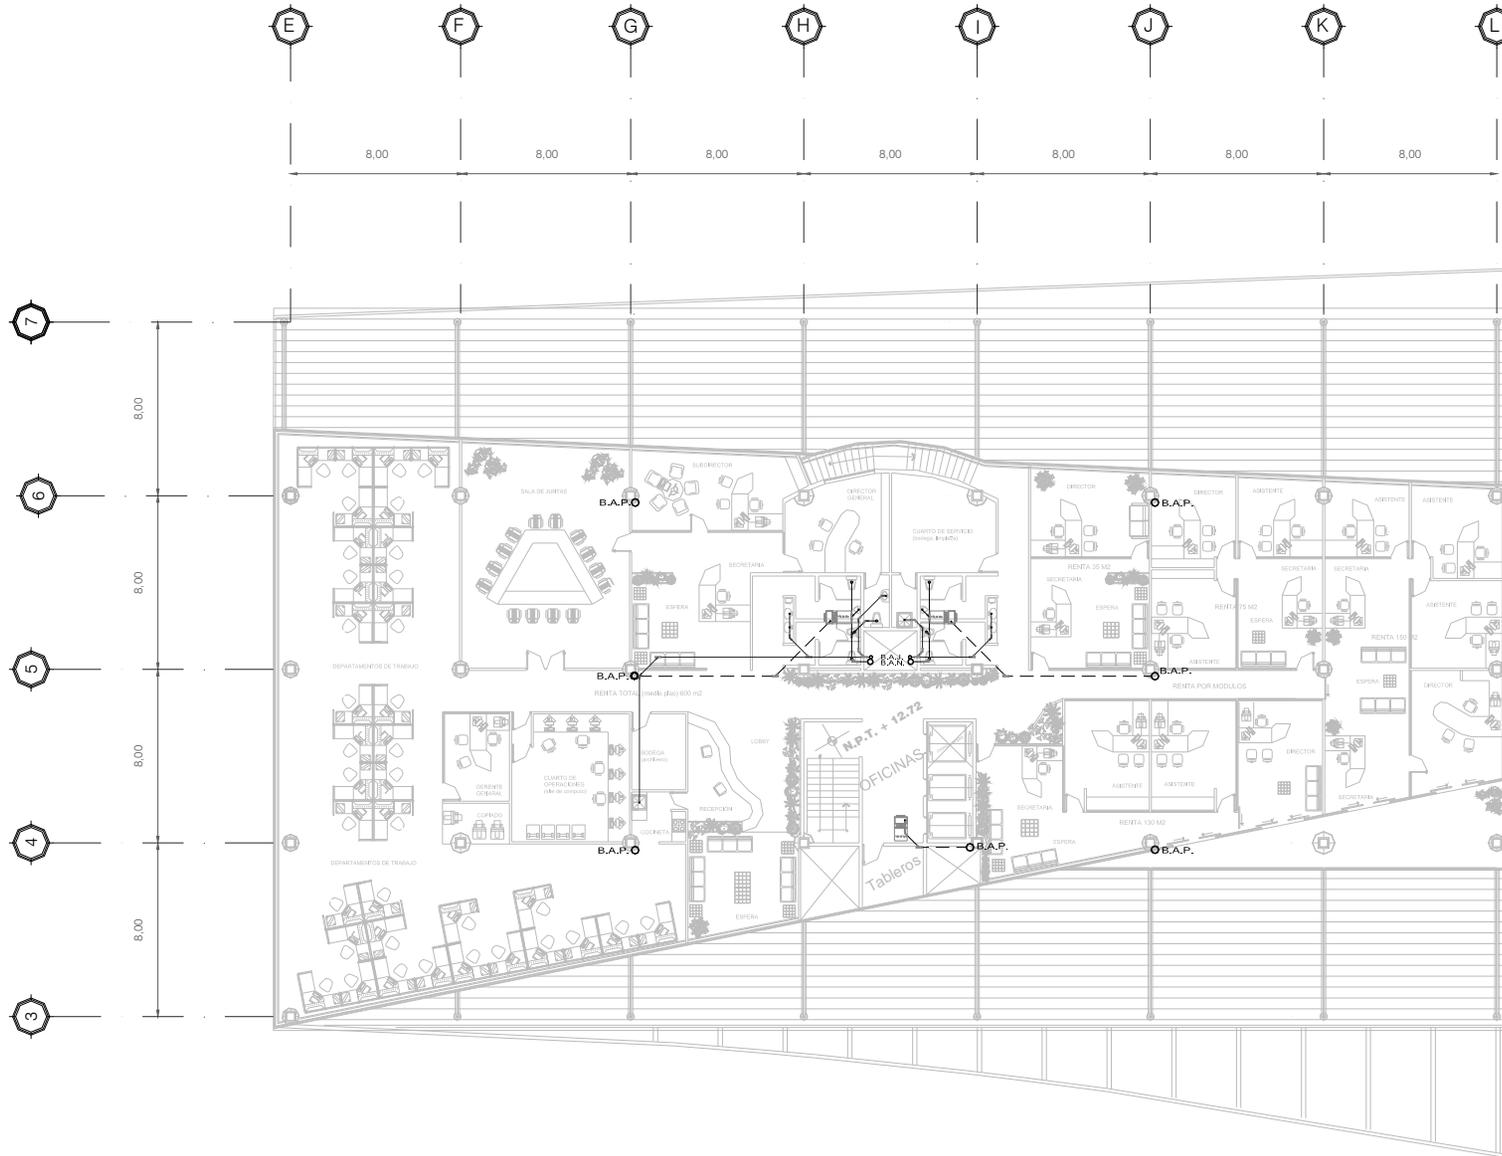 E F G H I J K L
8,00 8,00 8,00 8,00 8,00 8,00 8,00
7
8,00
SUBDIRECTOR
SALA DE JUNTAS
DIRECTOR
GENERAL
DIRECTOR
DIRECTOR
ASISTENTE
ASISTENTE
ASISTENTE
6
B.A.P.
B.A.P.
CUARTO DE SERVICIO
SECRETARIA
RENTA 35 M2
SECRETARIA
SECRETARIA
SECRETARIA
8,00
ESPERA
ESPERA
RENTA 75 M2
ASISTENTE
ESPERA
RENTA 150 M2
DEPARTAMENTOS DE TRABAJO
B.A.J.
B.A.N.
ASISTENTE
5
B.A.P.
B.A.P.
ESPERA
DIRECTOR
RENTA TOTAL (media placa) 600 m2
RENTA POR MODULOS
N.P.T. + 12.72
8,00
LOBBY
BODEGA
DIRECTOR
OFICINAS
GERENTE
GENERAL
CUARTO DE
OPERACIONES
ASISTENTE
ASISTENTE
SECRETARIA
RECEPCION
SECRETARIA
COPIADO
COCINETA
RENTA 130 M2
4
B.A.P.
B.A.P.
ESPERA
B.A.P.
DEPARTAMENTOS DE TRABAJO
Tableros
8,00
ESPERA
3